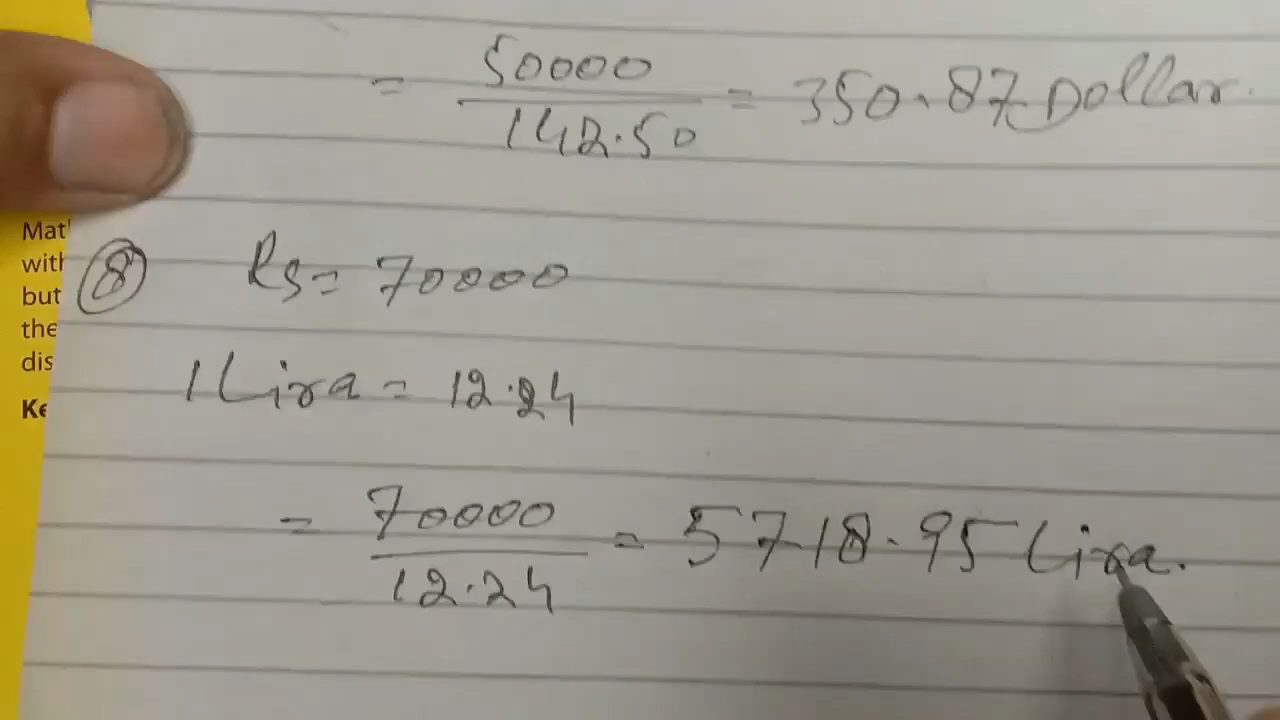 = 50000 / 142.50 = 350.87 Dollar.
⑧ Rs = 70000
1 Lira = 12.24
= 70000 / 12.24 = 5718.95 Lira.
Mat
with
but
the
dis
Ke